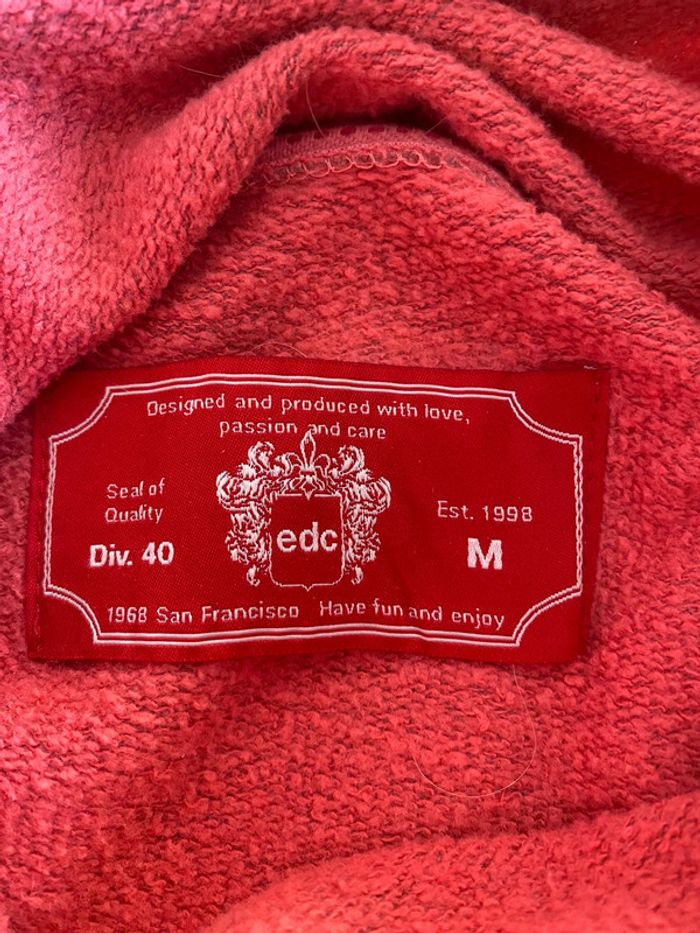 Designed and produced with love,
passion and care
Seal of
Quality
Div. 40
edc
Est. 1998
M
1968 San Francisco Have fun and enjoy